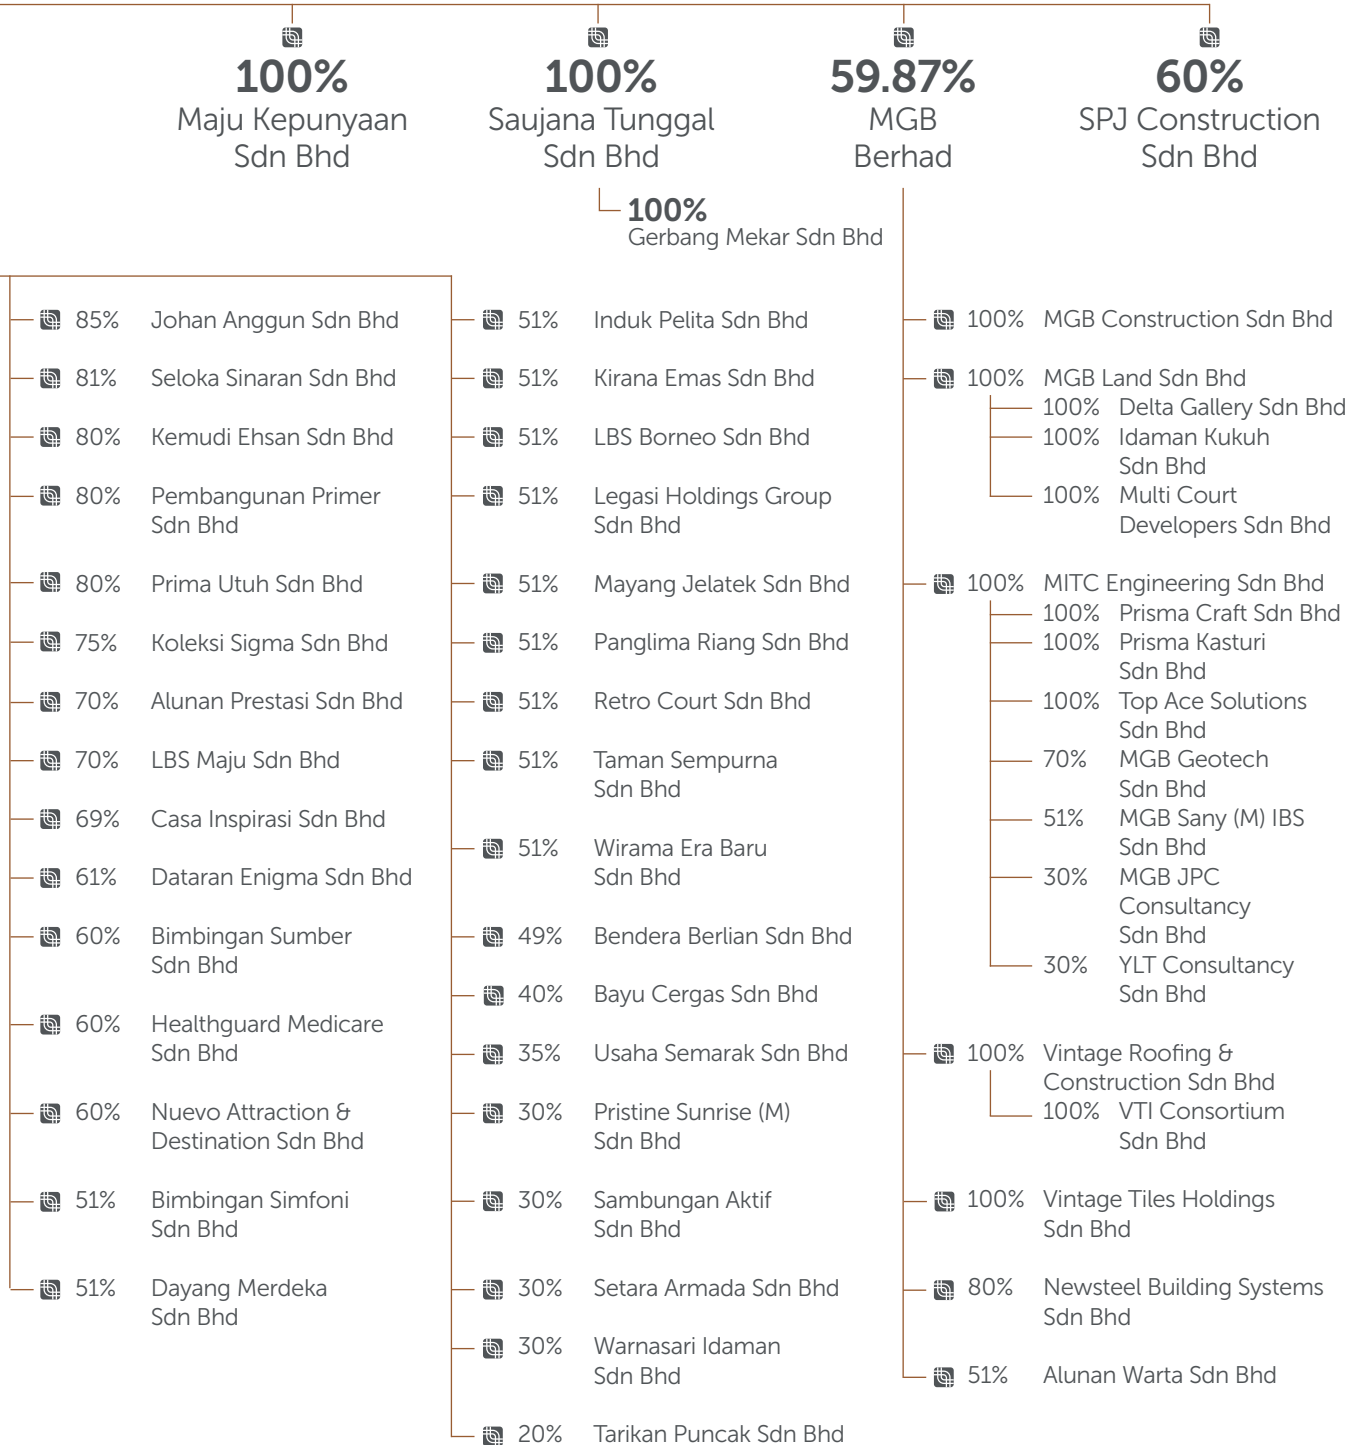 100%
Maju Kepunyaan
Sdn Bhd
100%
Saujana Tunggal
Sdn Bhd
100%
Gerbang Mekar Sdn Bhd
59.87%
MGB
Berhad
60%
SPJ Construction
Sdn Bhd
85% Johan Anggun Sdn Bhd
81% Seloka Sinaran Sdn Bhd
80% Kemudi Ehsan Sdn Bhd
80% Pembangunan Primer
Sdn Bhd
80% Prima Utuh Sdn Bhd
75% Koleksi Sigma Sdn Bhd
70% Alunan Prestasi Sdn Bhd
70% LBS Maju Sdn Bhd
69% Casa Inspirasi Sdn Bhd
61% Dataran Enigma Sdn Bhd
60% Bimbingan Sumber
Sdn Bhd
60% Healthguard Medicare
Sdn Bhd
60% Nuevo Attraction &
Destination Sdn Bhd
51% Bimbingan Simfoni
Sdn Bhd
51% Dayang Merdeka
Sdn Bhd
51% Induk Pelita Sdn Bhd
51% Kirana Emas Sdn Bhd
51% LBS Borneo Sdn Bhd
51% Legasi Holdings Group
Sdn Bhd
51% Mayang Jelatek Sdn Bhd
51% Panglima Riang Sdn Bhd
51% Retro Court Sdn Bhd
51% Taman Sempurna
Sdn Bhd
51% Wirama Era Baru
Sdn Bhd
49% Bendera Berlian Sdn Bhd
40% Bayu Cergas Sdn Bhd
35% Usaha Semarak Sdn Bhd
30% Pristine Sunrise (M)
Sdn Bhd
30% Sambungan Aktif
Sdn Bhd
30% Setara Armada Sdn Bhd
30% Warnasari Idaman
Sdn Bhd
20% Tarikan Puncak Sdn Bhd
100% MGB Construction Sdn Bhd
100% MGB Land Sdn Bhd
100% Delta Gallery Sdn Bhd
100% Idaman Kukuh
Sdn Bhd
100% Multi Court
Developers Sdn Bhd
100% MITC Engineering Sdn Bhd
100% Prisma Craft Sdn Bhd
100% Prisma Kasturi
Sdn Bhd
100% Top Ace Solutions
Sdn Bhd
70% MGB Geotech
Sdn Bhd
51% MGB Sany (M) IBS
Sdn Bhd
30% MGB JPC
Consultancy
Sdn Bhd
30% YLT Consultancy
Sdn Bhd
100% Vintage Roofing &
Construction Sdn Bhd
100% VTI Consortium
Sdn Bhd
100% Vintage Tiles Holdings
Sdn Bhd
80% Newsteel Building Systems
Sdn Bhd
51% Alunan Warta Sdn Bhd